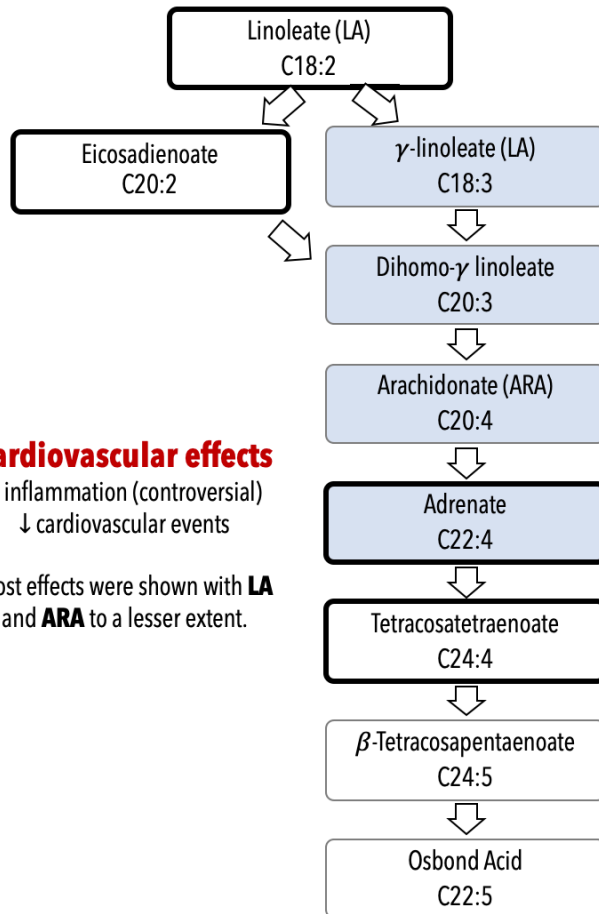 Linoleate (LA)
C18:2
Eicosadienoate
C20:2
γ-linoleate (LA)
C18:3
Dihomo-γ linoleate
C20:3
Arachidonate (ARA)
C20:4
ardiovascular effects
inflammation (controversial)
↓ cardiovascular events
ost effects were shown with LA
and ARA to a lesser extent.
Adrenate
C22:4
Tetracosatetraenoate
C24:4
β-Tetracosapentaenoate
C24:5
Osbond Acid
C22:5